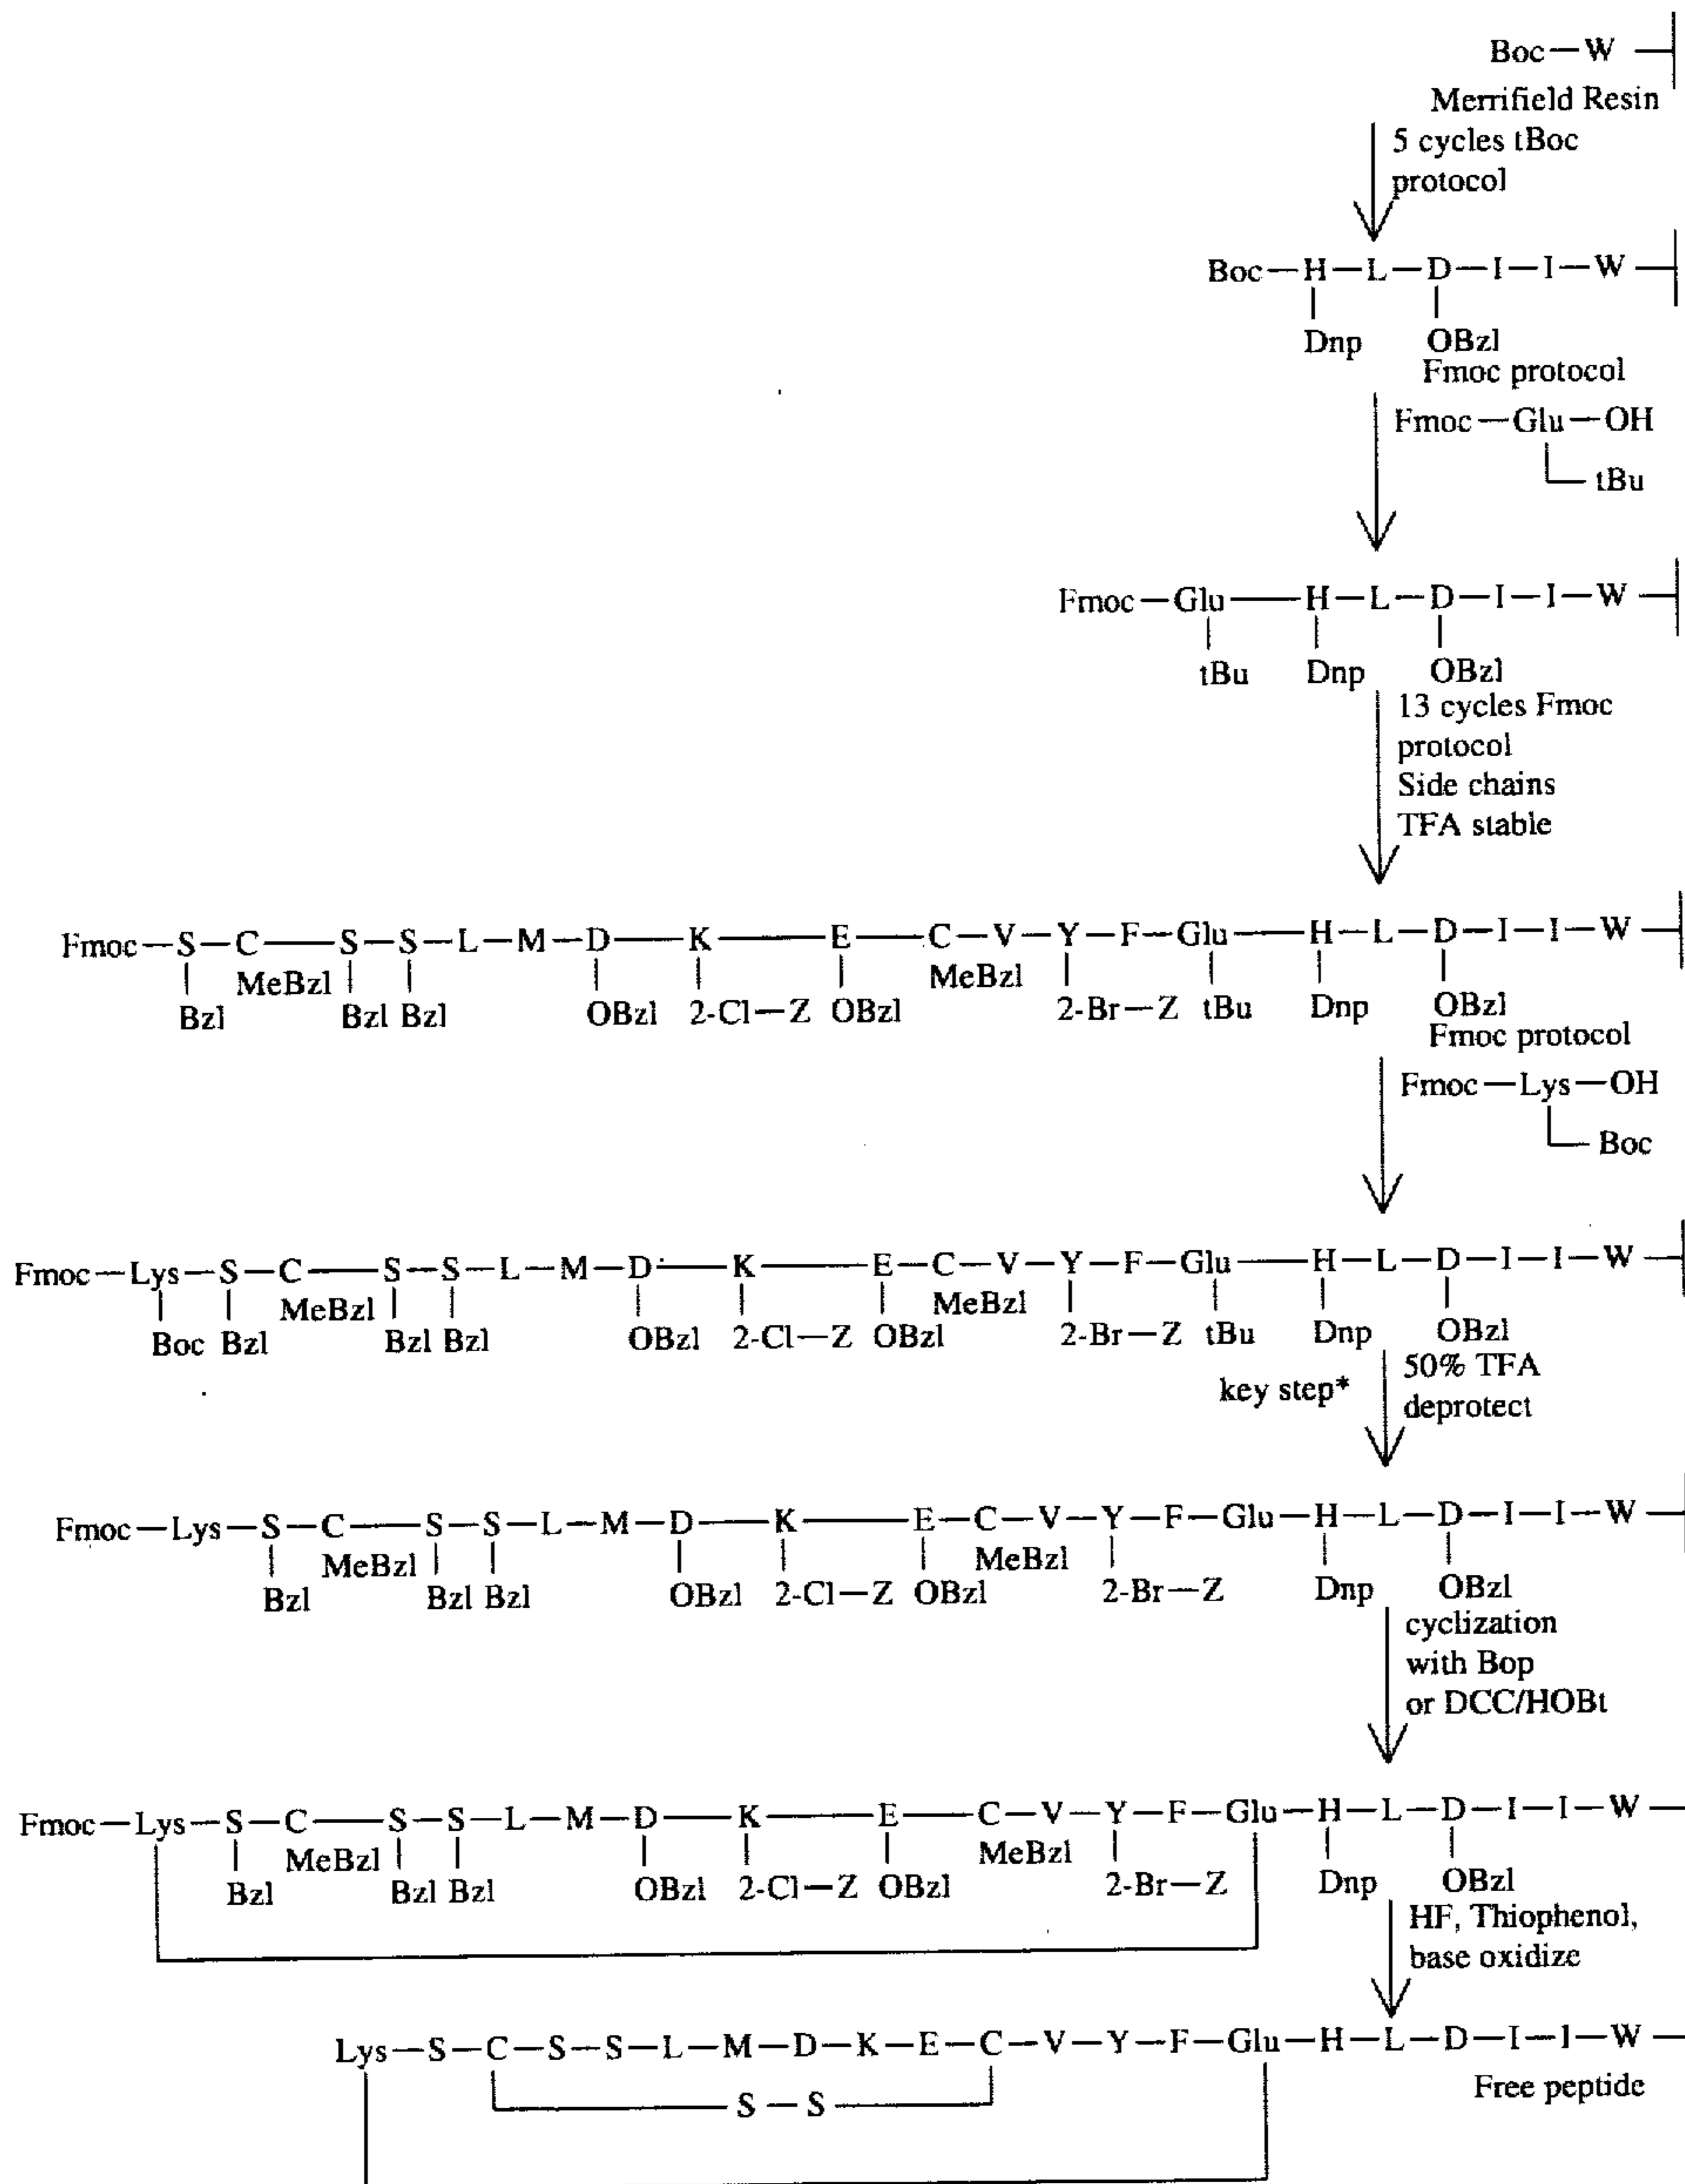 Boc—W—
Merrifield Resin
5 cycles tBoc
protocol
Boc—H—L—D—I—I—W—
Dnp OBzl
Fmoc protocol
Fmoc—Glu—OH
tBu
Fmoc—Glu—H—L—D—I—I—W—
tBu Dnp OBzl
13 cycles Fmoc
protocol
Side chains
TFA stable
Fmoc—S—C—S—S—L—M—D—K—E—C—V—Y—F—Glu—H—L—D—I—I—W—
MeBzl MeBzl
Bzl Bzl Bzl OBzl 2-Cl—Z OBzl 2-Br—Z tBu Dnp OBzl
Fmoc protocol
Fmoc—Lys—OH
Boc
Fmoc—Lys—S—C—S—S—L—M—D—K—E—C—V—Y—F—Glu—H—L—D—I—I—W—
MeBzl MeBzl
Boc Bzl Bzl Bzl OBzl 2-Cl—Z OBzl 2-Br—Z tBu Dnp OBzl
key step*
50% TFA
deprotect
Fmoc—Lys—S—C—S—S—L—M—D—K—E—C—V—Y—F—Glu—H—L—D—I—I—W—
MeBzl MeBzl
Bzl Bzl Bzl OBzl 2-Cl—Z OBzl 2-Br—Z Dnp OBzl
cyclization
with Bop
or DCC/HOBt
Fmoc—Lys—S—C—S—S—L—M—D—K—E—C—V—Y—F—Glu—H—L—D—I—I—W—
MeBzl MeBzl
Bzl Bzl Bzl OBzl 2-Cl—Z OBzl 2-Br—Z Dnp OBzl
HF, Thiophenol,
base oxidize
Lys—S—C—S—S—L—M—D—K—E—C—V—Y—F—Glu—H—L—D—I—I—W—
Free peptide
S—S